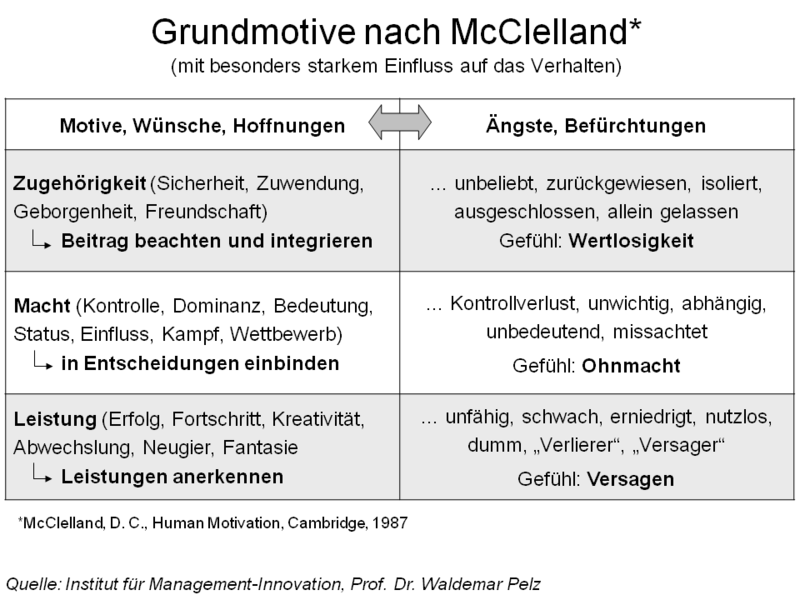 Grundmotive nach McClelland*
(mit besonders starkem Einfluss auf das Verhalten)
Motive, Wünsche, Hoffnungen
Ängste, Befürchtungen
Zugehörigkeit (Sicherheit, Zuwendung,
Geborgenheit, Freundschaft)
Beitrag beachten und integrieren
... unbeliebt, zurückgewiesen, isoliert,
ausgeschlossen, allein gelassen
Gefühl: Wertlosigkeit
Macht (Kontrolle, Dominanz, Bedeutung,
Status, Einfluss, Kampf, Wettbewerb)
in Entscheidungen einbinden
... Kontrollverlust, unwichtig, abhängig,
unbedeutend, missachtet
Gefühl: Ohnmacht
Leistung (Erfolg, Fortschritt, Kreativität,
Abwechslung, Neugier, Fantasie
Leistungen anerkennen
... unfähig, schwach, erniedrigt, nutzlos,
dumm, „Verlierer“, „Versager“
Gefühl: Versagen
*McClelland, D. C., Human Motivation, Cambridge, 1987
Quelle: Institut für Management-Innovation, Prof. Dr. Waldemar Pelz